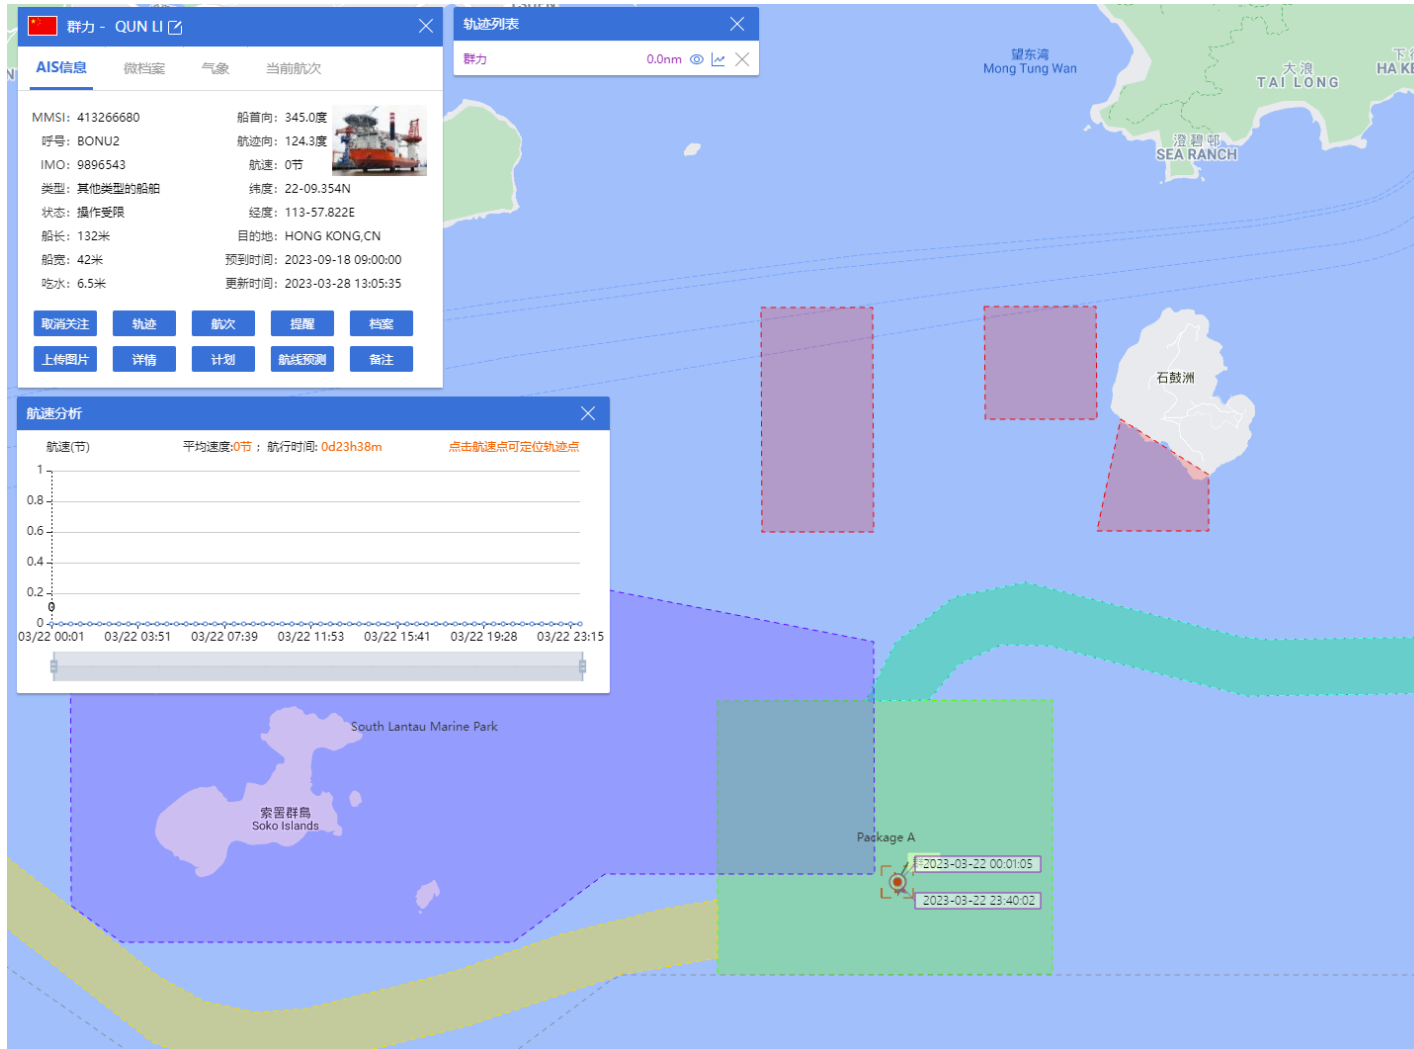 群力 - QUN LI
AIS信息 微档案 气象 当前航次
MMSI: 413266680 船首向: 345.0度
呼号: BONU2 航迹向: 124.3度
IMO: 9896543 航速: 0节
类型: 其他类型的船舶 纬度: 22-09.354N
状态: 操作受限 经度: 113-57.822E
船长: 132米 目的地: HONG KONG,CN
船宽: 42米 预到时间: 2023-09-18 09:00:00
吃水: 6.5米 更新时间: 2023-03-28 13:05:35
取消关注 轨迹 航次 提醒 档案
上传图片 详情 计划 航线预测 备注
轨迹列表
群力 0.0nm
望东湾
Mong Tung Wan
大浪
TAI LONG
澄碧邨
SEA RANCH
石鼓洲
航速分析
航速(节) 平均速度:0节 ; 航行时间: 0d23h38m 点击航速点可定位轨迹点
1
0.8
0.6
0.4
0.2
0
0
03/22 00:01 03/22 03:51 03/22 07:39 03/22 11:53 03/22 15:41 03/22 19:28 03/22 23:15
South Lantau Marine Park
索罟群島
Soko Islands
Package A
2023-03-22 00:01:05
2023-03-22 23:40:02